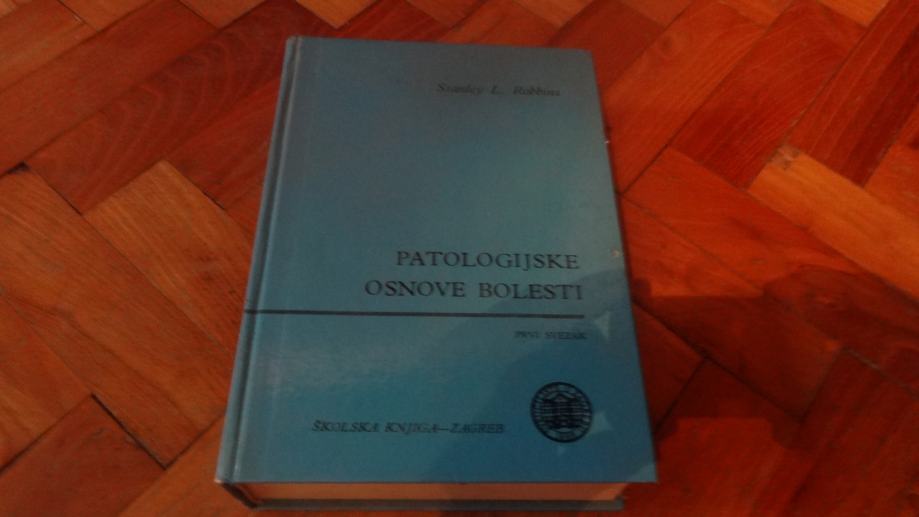 Stanley L. Robbins
PATOLOGIJSKE
OSNOVE BOLESTI
PRVI SVEZAK
ŠKOLSKA KNJIGA—ZAGREB